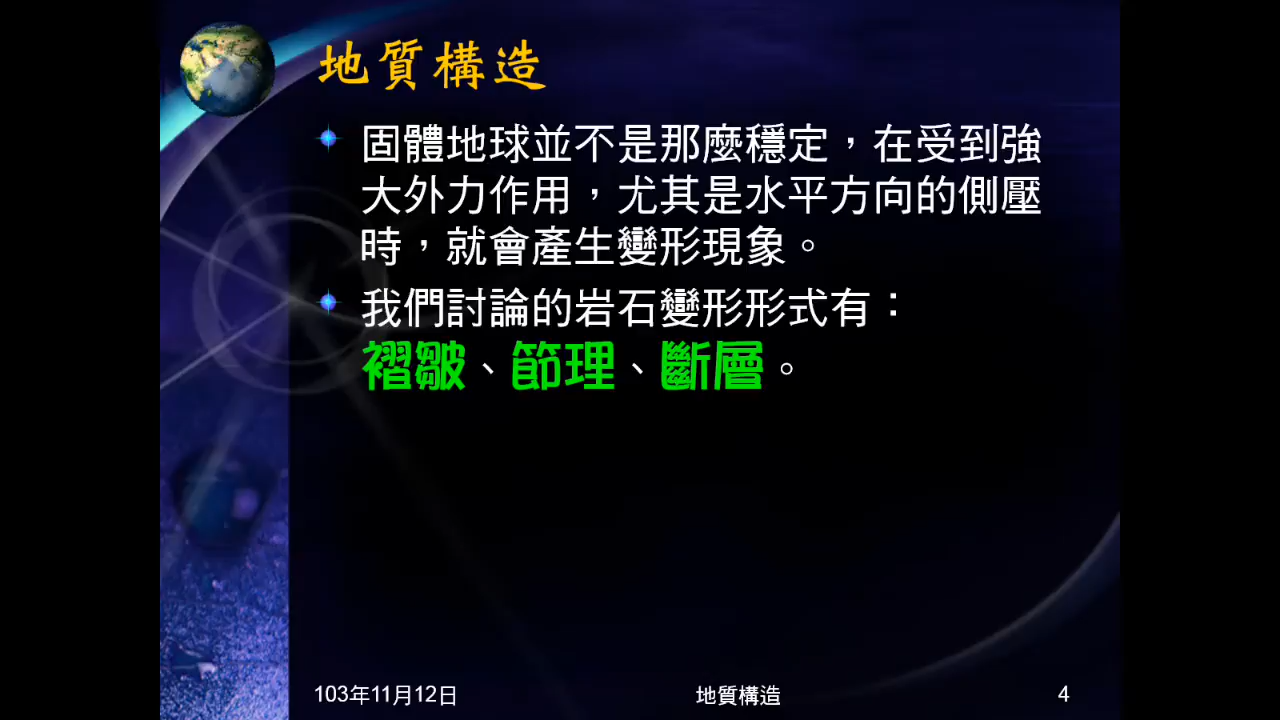 地質構造
固體地球並不是那麼穩定，在受到強
大外力作用，尤其是水平方向的側壓
時，就會產生變形現象。
我們討論的岩石變形形式有：
褶皺、節理、斷層。
103年11月12日
地質構造
4